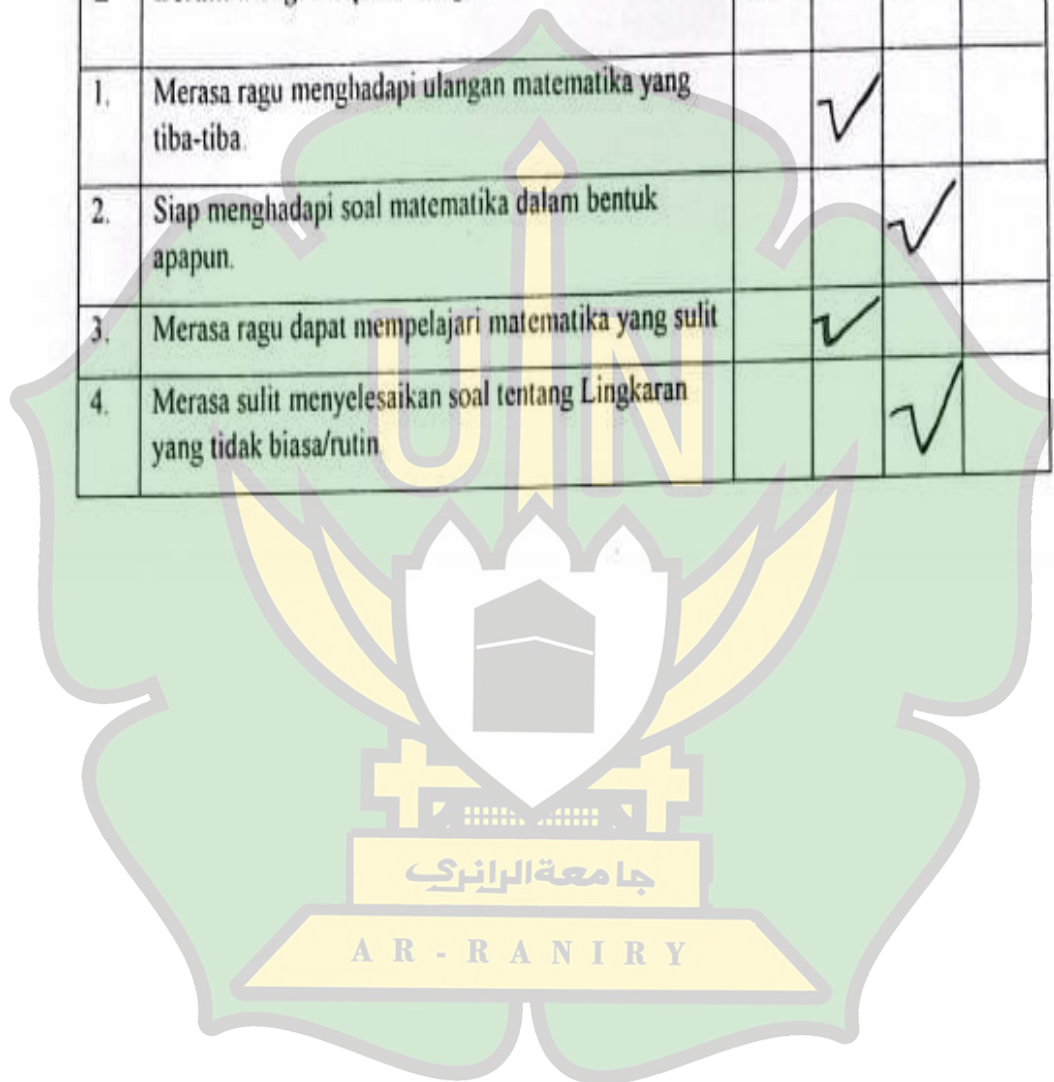 1. Merasa ragu menghadapi ulangan matematika yang
tiba-tiba.
2. Siap menghadapi soal matematika dalam bentuk
apapun.
3. Merasa ragu dapat mempelajari matematika yang sulit
4. Merasa sulit menyelesaikan soal tentang Lingkaran
yang tidak biasa/rutin
UIN
جامعة الرانري
AR-RANIRY